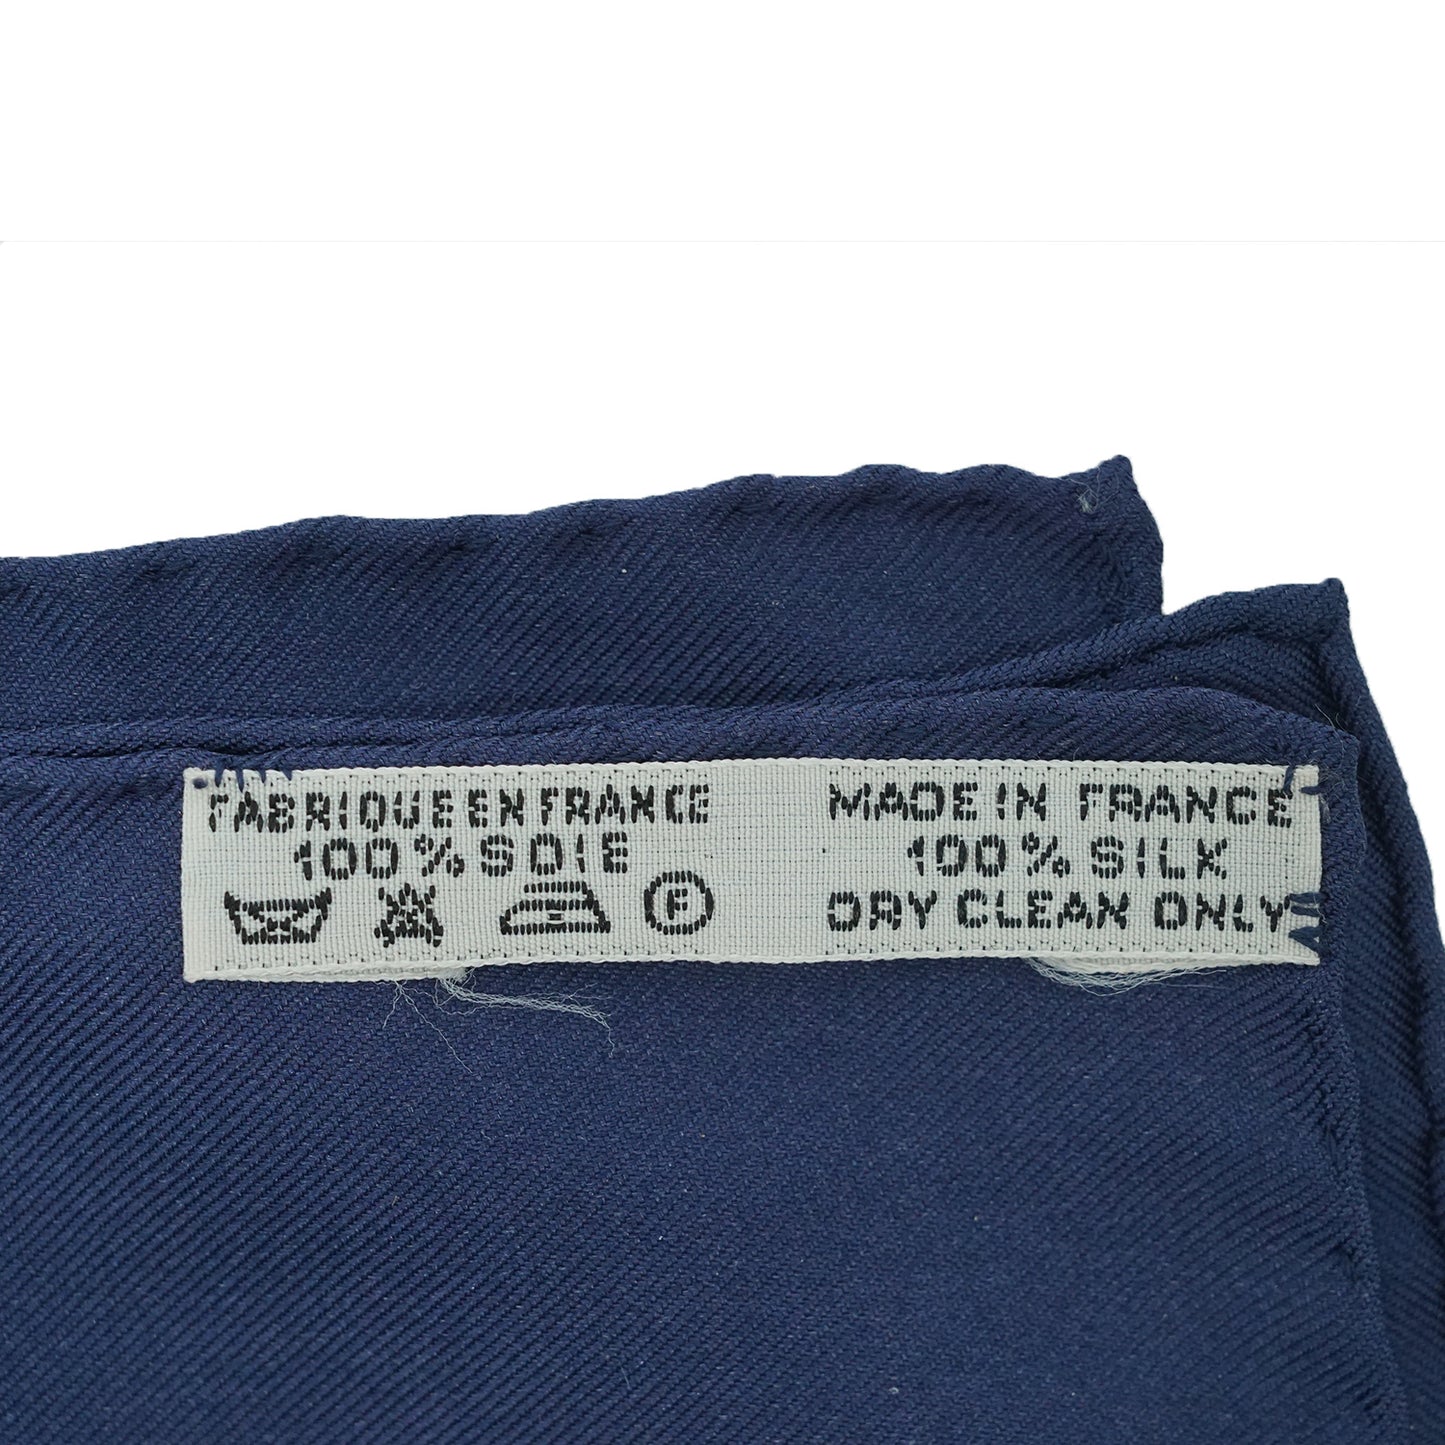 FABRIQUE EN FRANCE
100% SOIE
F
MADE IN FRANCE
100% SILK
DRY CLEAN ONLY